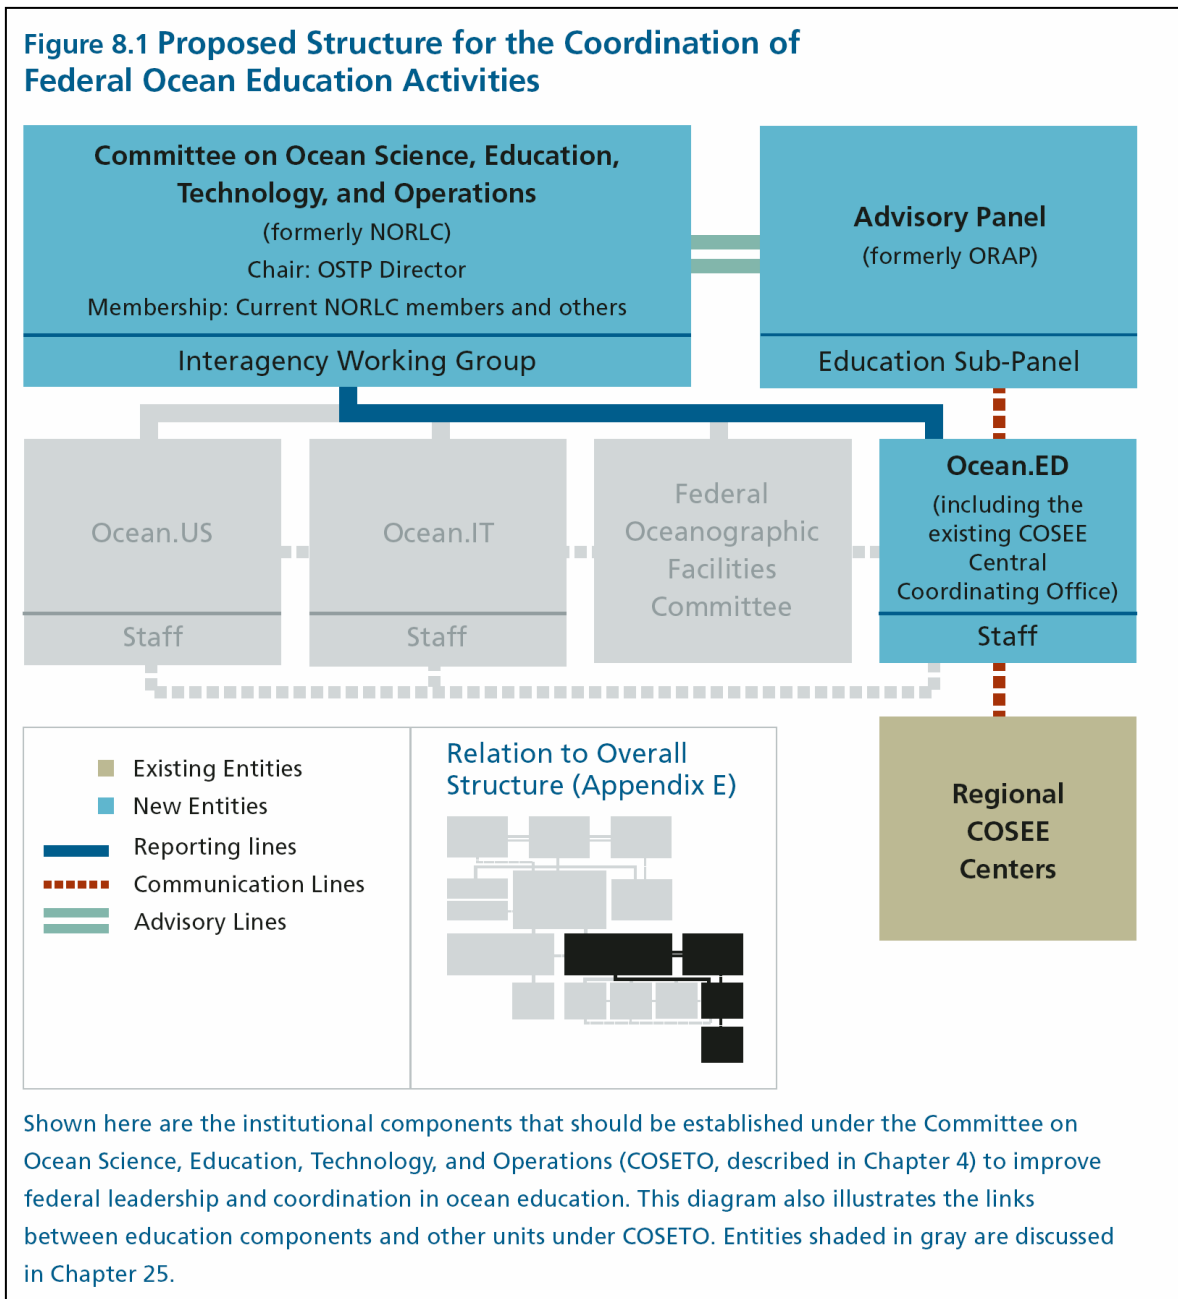 Figure 8.1 Proposed Structure for the Coordination of
Federal Ocean Education Activities
Committee on Ocean Science, Education,
Technology, and Operations
(formerly NORLC)
Chair: OSTP Director
Membership: Current NORLC members and others
Interagency Working Group
Advisory Panel
(formerly ORAP)
Education Sub-Panel
Ocean.US
Staff
Ocean.IT
Staff
Federal
Oceanographic
Facilities
Committee
Ocean.ED
(including the
existing COSEE
Central
Coordinating Office)
Staff
Regional
COSEE
Centers
Existing Entities
New Entities
Reporting lines
Communication Lines
Advisory Lines
Relation to Overall
Structure (Appendix E)
Shown here are the institutional components that should be established under the Committee on
Ocean Science, Education, Technology, and Operations (COSETO, described in Chapter 4) to improve
federal leadership and coordination in ocean education. This diagram also illustrates the links
between education components and other units under COSETO. Entities shaded in gray are discussed
in Chapter 25.